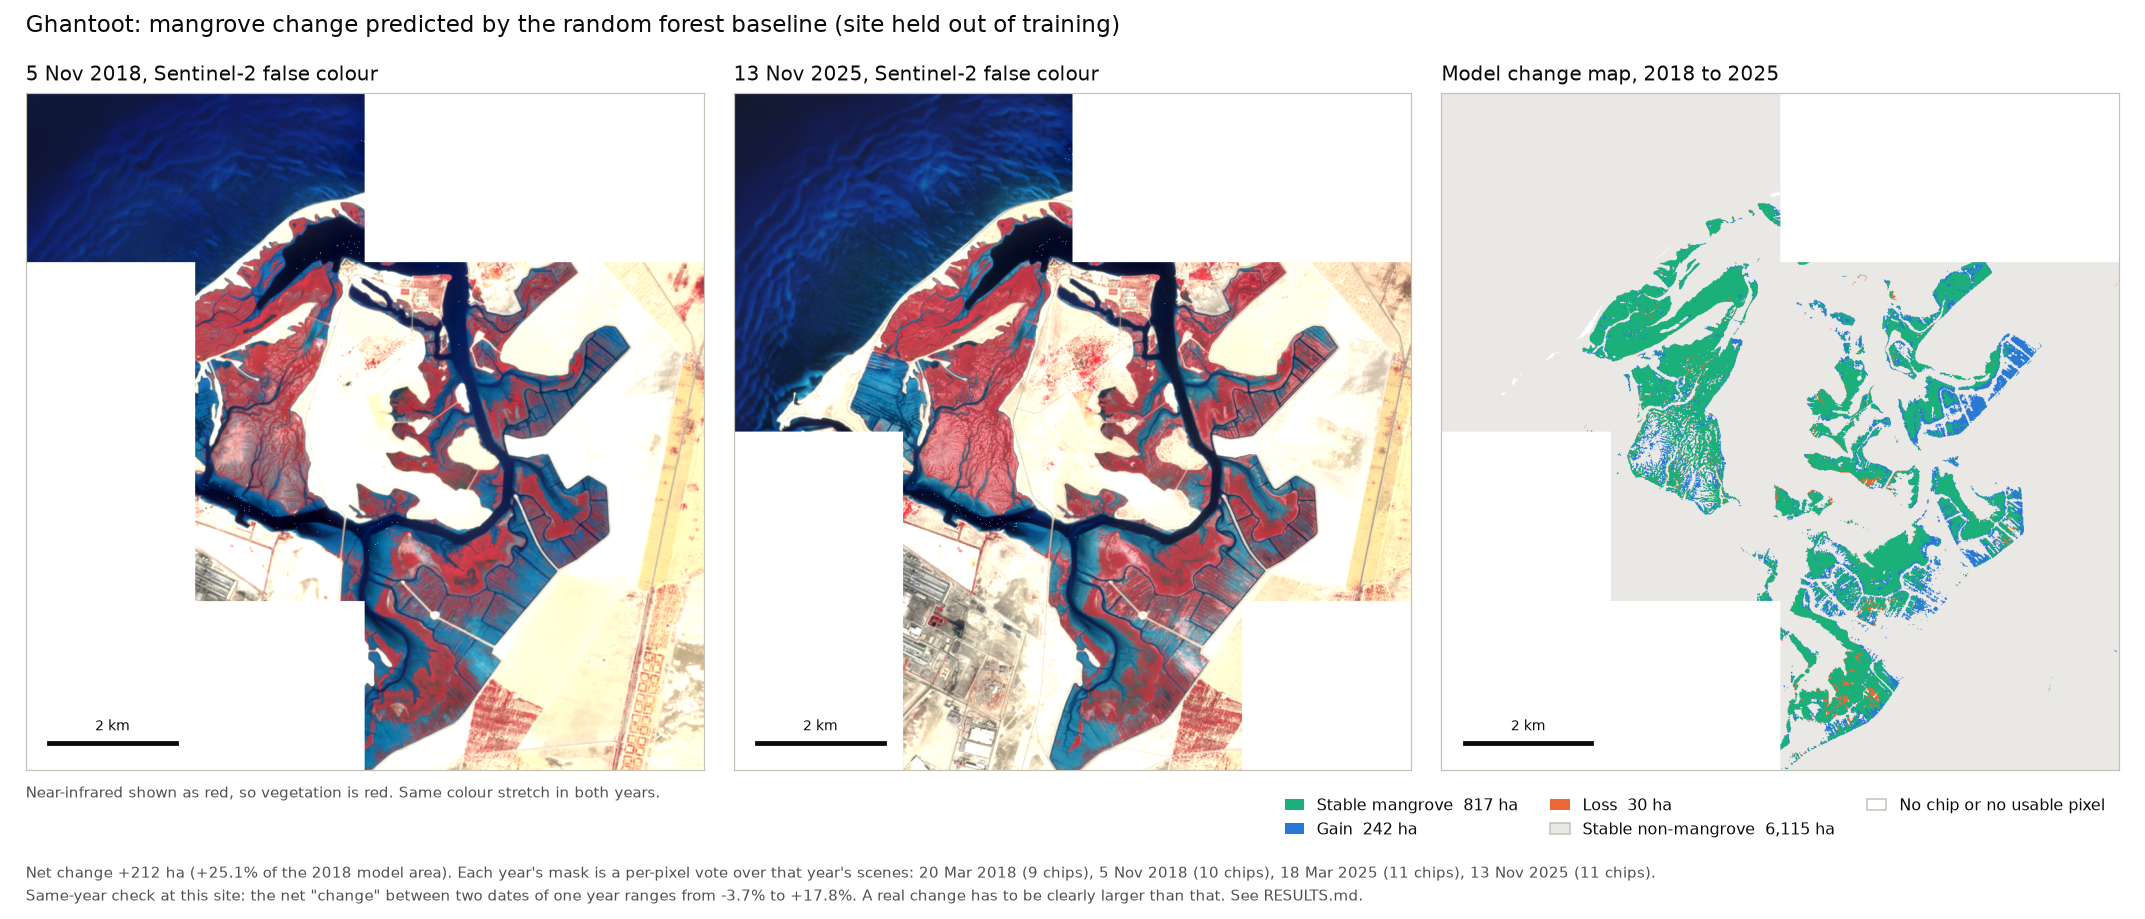 Ghantoot: mangrove change predicted by the random forest baseline (site held out of training)
5 Nov 2018, Sentinel-2 false colour
13 Nov 2025, Sentinel-2 false colour
Model change map, 2018 to 2025
2 km
2 km
2 km
Near-infrared shown as red, so vegetation is red. Same colour stretch in both years.
Stable mangrove 817 ha
Gain 242 ha
Loss 30 ha
Stable non-mangrove 6,115 ha
No chip or no usable pixel
Net change +212 ha (+25.1% of the 2018 model area). Each year's mask is a per-pixel vote over that year's scenes: 20 Mar 2018 (9 chips), 5 Nov 2018 (10 chips), 18 Mar 2025 (11 chips), 13 Nov 2025 (11 chips).
Same-year check at this site: the net "change" between two dates of one year ranges from -3.7% to +17.8%. A real change has to be clearly larger than that. See RESULTS.md.